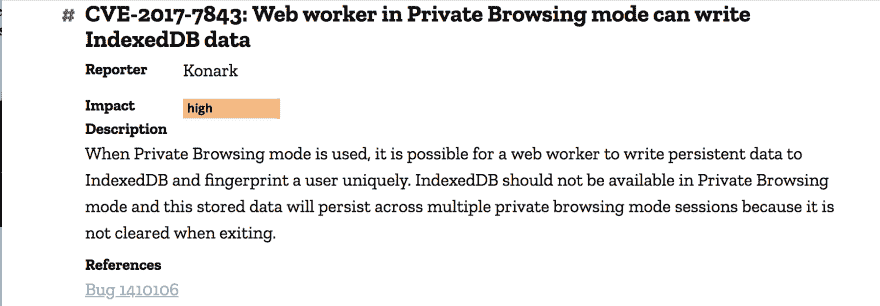 # CVE-2017-7843: Web worker in Private Browsing mode can write
IndexedDB data
Reporter Konark
Impact high
Description
When Private Browsing mode is used, it is possible for a web worker to write persistent data to
IndexedDB and fingerprint a user uniquely. IndexedDB should not be available in Private Browsing
mode and this stored data will persist across multiple private browsing mode sessions because it is
not cleared when exiting.
References
Bug 1410106